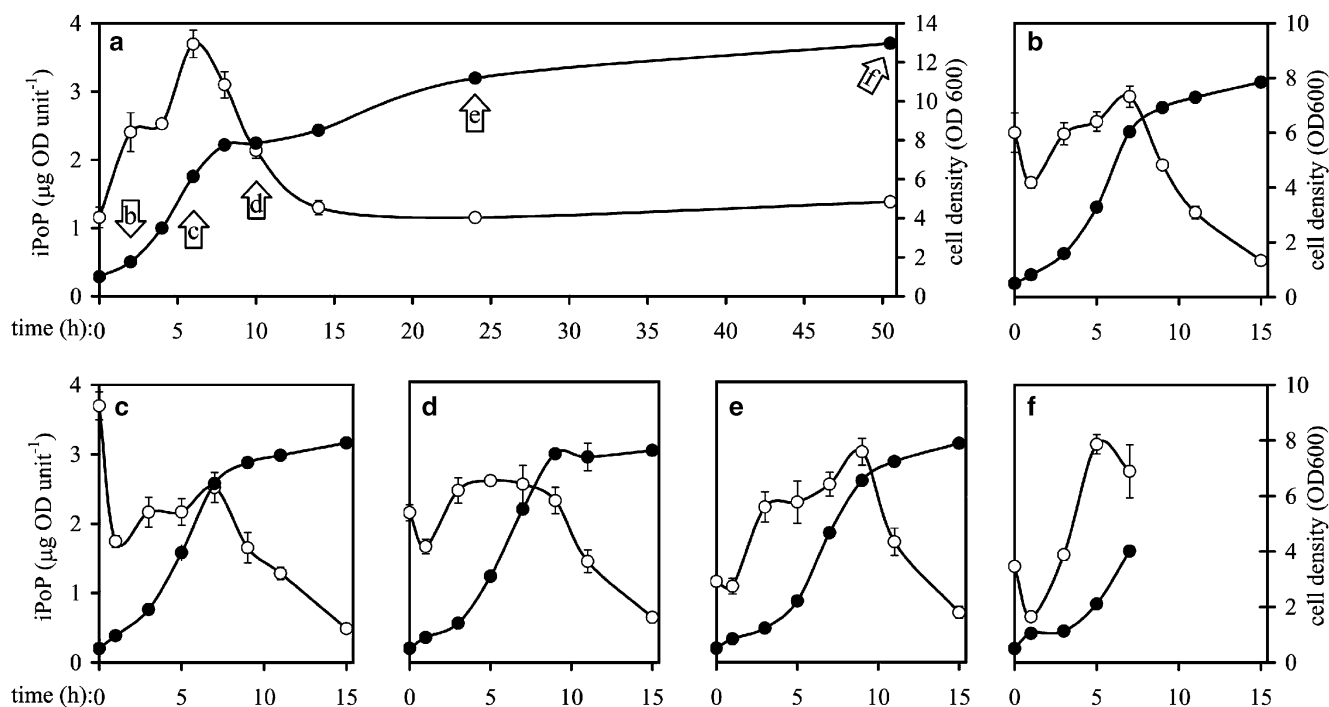 a
b
4
3
2
1
0
14
12
10
8
6
4
2
0
10
8
6
4
2
0
iPoP (µg OD unit-1)
cell density (OD 600)
cell density (OD600)
b
c
d
e
f
time (h):0 5 10 15 20 25 30 35 40 45 50
0 5 10 15
c
d
e
f
4
3
2
1
0
10
8
6
4
2
0
iPoP (µg OD unit-1)
cell density (OD600)
time (h):0 5 10 15
0 5 10 15
0 5 10 15
0 5 10 15